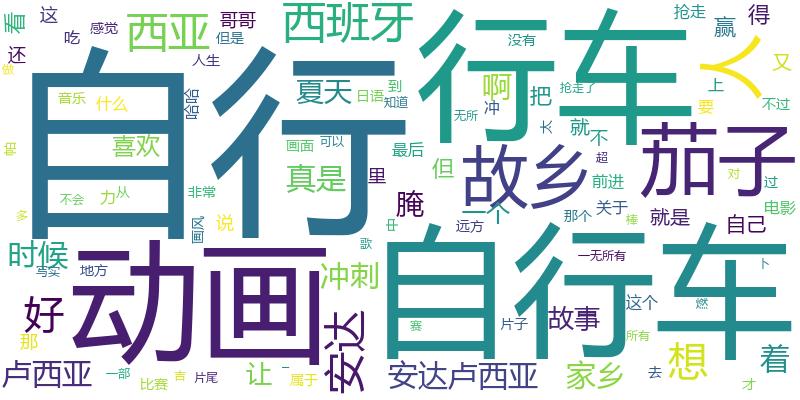 看 这 感觉 西亚 哥哥 但是 西班牙 行车 没有 抢走 赢 得 人
还 吃 人生 又
做 自行 音乐 什么 哈哈 夏天 日语 到 知道 啊 冲 把 抢走了 上 要 不过
喜欢 画面 可以 无所 天 就 不 茄子
帕 真是 里 最后 但 故乡 超 前进 对 过
不会 力 从 非常 腌 一个 那个 关于 就是 电影
多 画风 说 中 远方 棒 自己
时候 动画 歌 自行车 一无所有 卜
写实 地方 冲刺 这个 燃
好 安达 赛 片子 故事 所有
那 想 着
卢西亚 一部 比赛 吉 片尾 让 一 属于 安达卢西亚 家乡 去 才